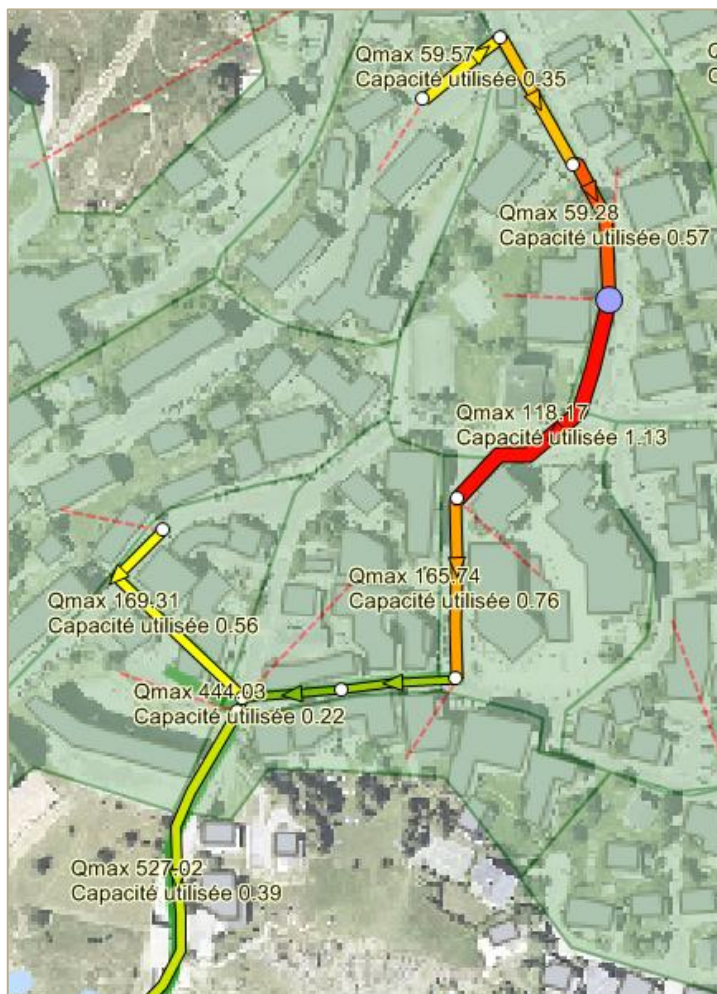 Qmax 59.57
Capacité utilisée 0.35
Qmax 59.28
Capacité utilisée 0.57
Qmax 118.17
Capacité utilisée 1.13
Qmax 165.74
Capacité utilisée 0.76
Qmax 169.31
Capacité utilisée 0.56
Qmax 444.03
Capacité utilisée 0.22
Qmax 527.02
Capacité utilisée 0.39